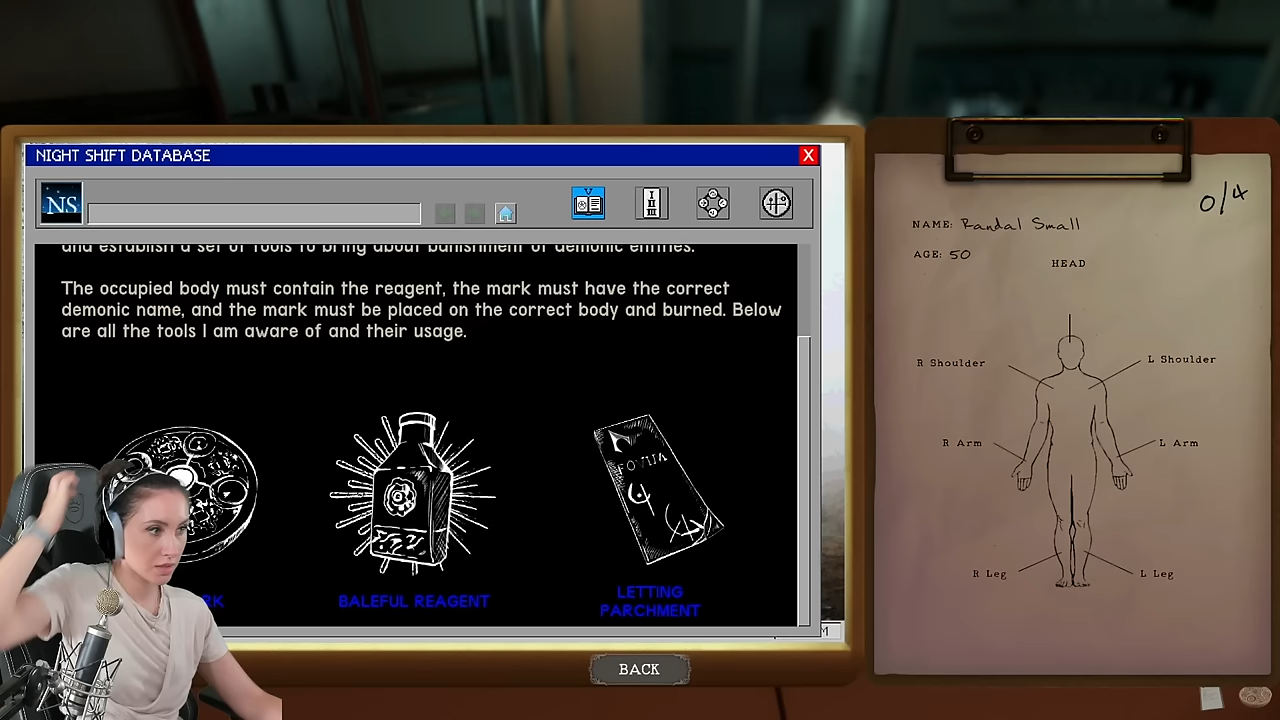 NIGHT SHIFT DATABASE
X
NS
and establish a set of tools to bring about banishment of demonic entities.
The occupied body must contain the reagent, the mark must have the correct
demonic name, and the mark must be placed on the correct body and burned. Below
are all the tools I am aware of and their usage.
BALEFUL REAGENT
LETTING
PARCHMENT
BACK
0/4
NAME: Randal Small
AGE: 50
HEAD
R Shoulder
L Shoulder
R Arm
L Arm
R Leg
L Leg